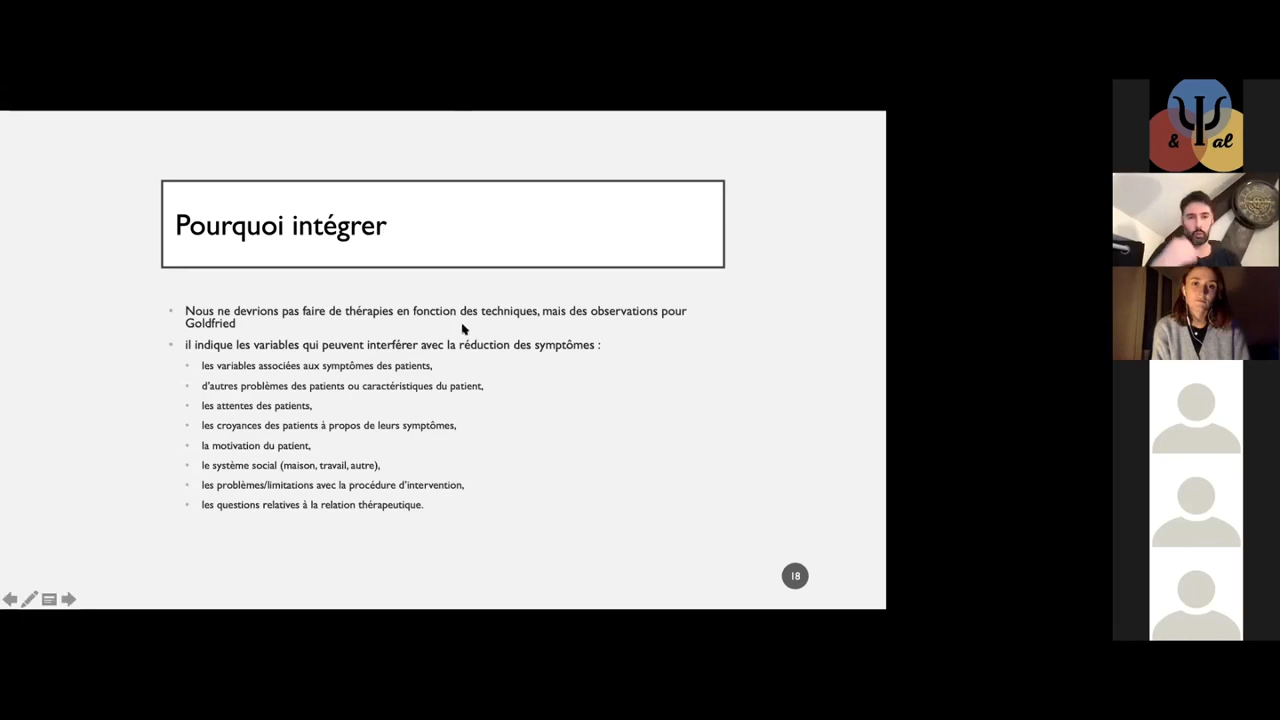 Pourquoi intégrer
Nous ne devrions pas faire de thérapies en fonction des techniques, mais des observations pour
Goldfried
il indique les variables qui peuvent interférer avec la réduction des symptômes :
les variables associées aux symptômes des patients,
d'autres problèmes des patients ou caractéristiques du patient,
les attentes des patients,
les croyances des patients à propos de leurs symptômes,
la motivation du patient,
le système social (maison, travail, autre),
les problèmes/limitations avec la procédure d'intervention,
les questions relatives à la relation thérapeutique.
18
Ψ
& al